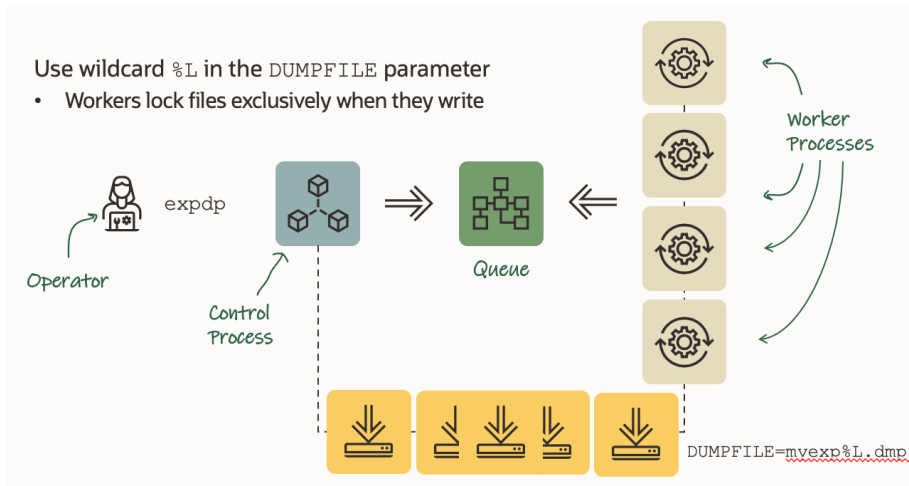 Use wildcard %L in the DUMPFILE parameter
• Workers lock files exclusively when they write
Worker
Processes
expdp
Operator
Queue
Control
Process
DUMPFILE=myexp%L.dmp